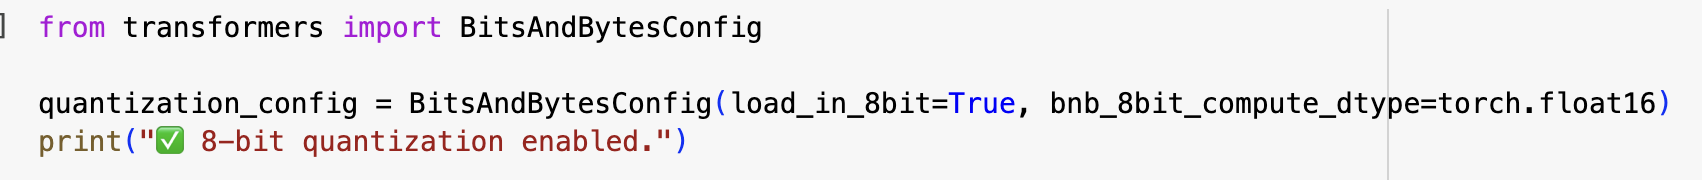 ]
from transformers import BitsAndBytesConfig
quantization_config = BitsAndBytesConfig(load_in_8bit=True, bnb_8bit_compute_dtype=torch.float16)
print("✅ 8-bit quantization enabled.")